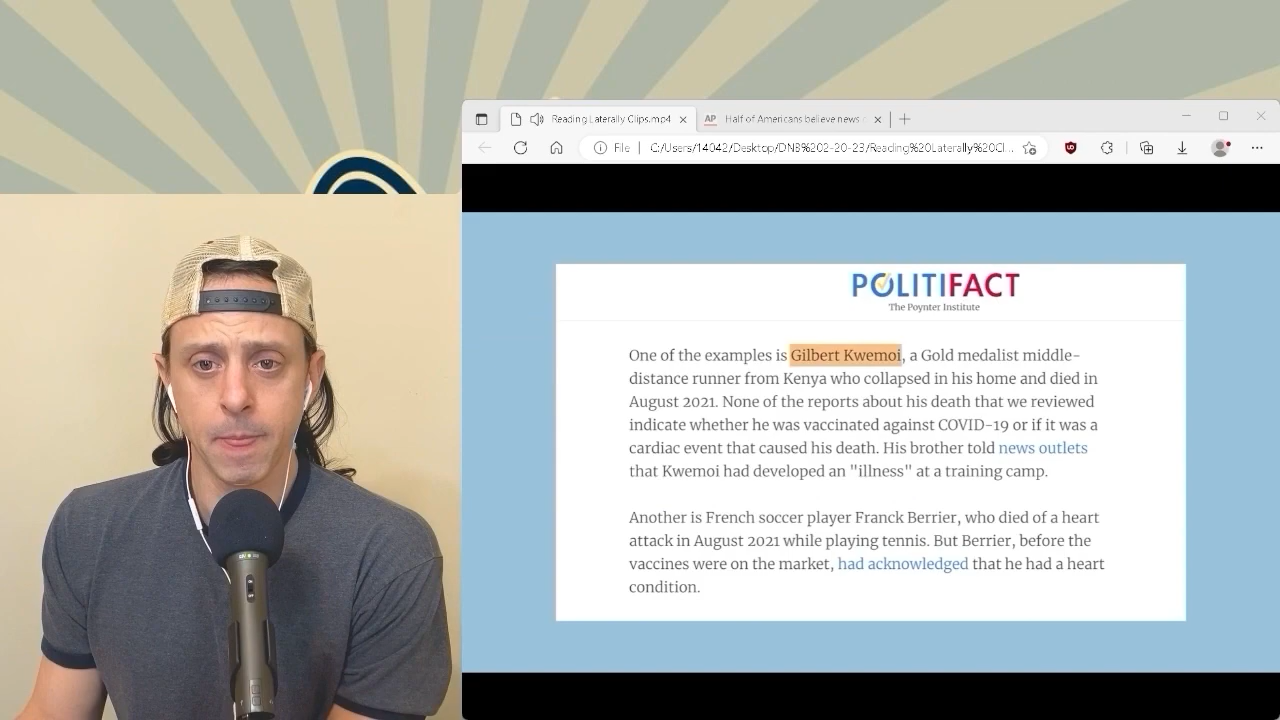 Reading Laterally Clips.mp4
AP Half of Americans believe news
File
C:/Users/14042/Desktop/DNB%202-20-23/Reading%20Laterally%20Cl...
POLITIFACT
The Poynter Institute
One of the examples is Gilbert Kwemoi, a Gold medalist middle-
distance runner from Kenya who collapsed in his home and died in
August 2021. None of the reports about his death that we reviewed
indicate whether he was vaccinated against COVID-19 or if it was a
cardiac event that caused his death. His brother told news outlets
that Kwemoi had developed an "illness" at a training camp.
Another is French soccer player Franck Berrier, who died of a heart
attack in August 2021 while playing tennis. But Berrier, before the
vaccines were on the market, had acknowledged that he had a heart
condition.